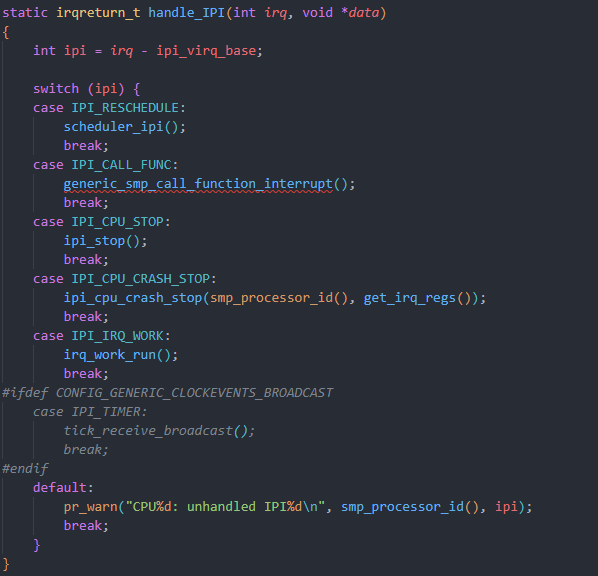 static irqreturn_t handle_IPI(int irq, void *data)
{
    int ipi = irq - ipi_virq_base;

    switch (ipi) {
    case IPI_RESCHEDULE:
        scheduler_ipi();
        break;
    case IPI_CALL_FUNC:
        generic_smp_call_function_interrupt();
        break;
    case IPI_CPU_STOP:
        ipi_stop();
        break;
    case IPI_CPU_CRASH_STOP:
        ipi_cpu_crash_stop(smp_processor_id(), get_irq_regs());
        break;
    case IPI_IRQ_WORK:
        irq_work_run();
        break;
#ifdef CONFIG_GENERIC_CLOCKEVENTS_BROADCAST
    case IPI_TIMER:
        tick_receive_broadcast();
        break;
#endif
    default:
        pr_warn("CPU%d: unhandled IPI%d\n", smp_processor_id(), ipi);
        break;
    }
}